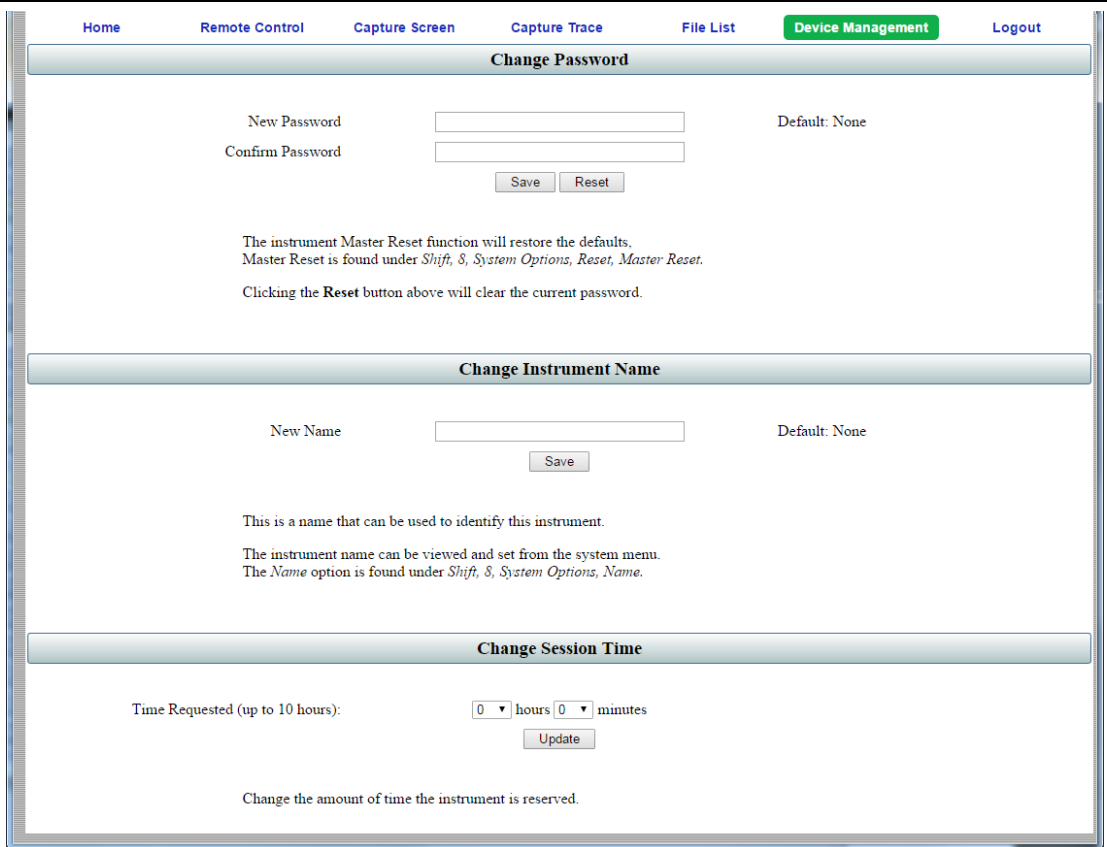 Home Remote Control Capture Screen Capture Trace File List Device Management Logout
Change Password
New Password Default: None
Confirm Password
Save Reset
The instrument Master Reset function will restore the defaults,
Master Reset is found under Shift, 8, System Options, Reset, Master Reset.
Clicking the Reset button above will clear the current password.
Change Instrument Name
New Name Default: None
Save
This is a name that can be used to identify this instrument.
The instrument name can be viewed and set from the system menu.
The Name option is found under Shift, 8, System Options, Name.
Change Session Time
Time Requested (up to 10 hours): 0 hours 0 minutes
Update
Change the amount of time the instrument is reserved.